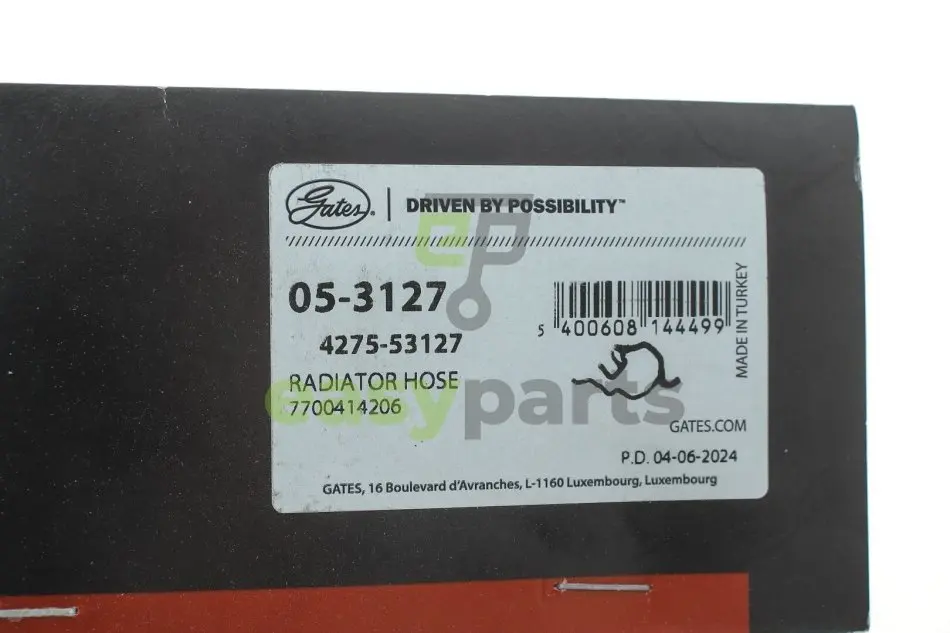 Gates. | DRIVEN BY POSSIBILITY™
05-3127
4275-53127
RADIATOR HOSE
7700414206
5 400608 144499
MADE IN TURKEY
GATES.COM
P.D. 04-06-2024
GATES, 16 Boulevard d'Avranches, L-1160 Luxembourg, Luxembourg
ep
easyparts